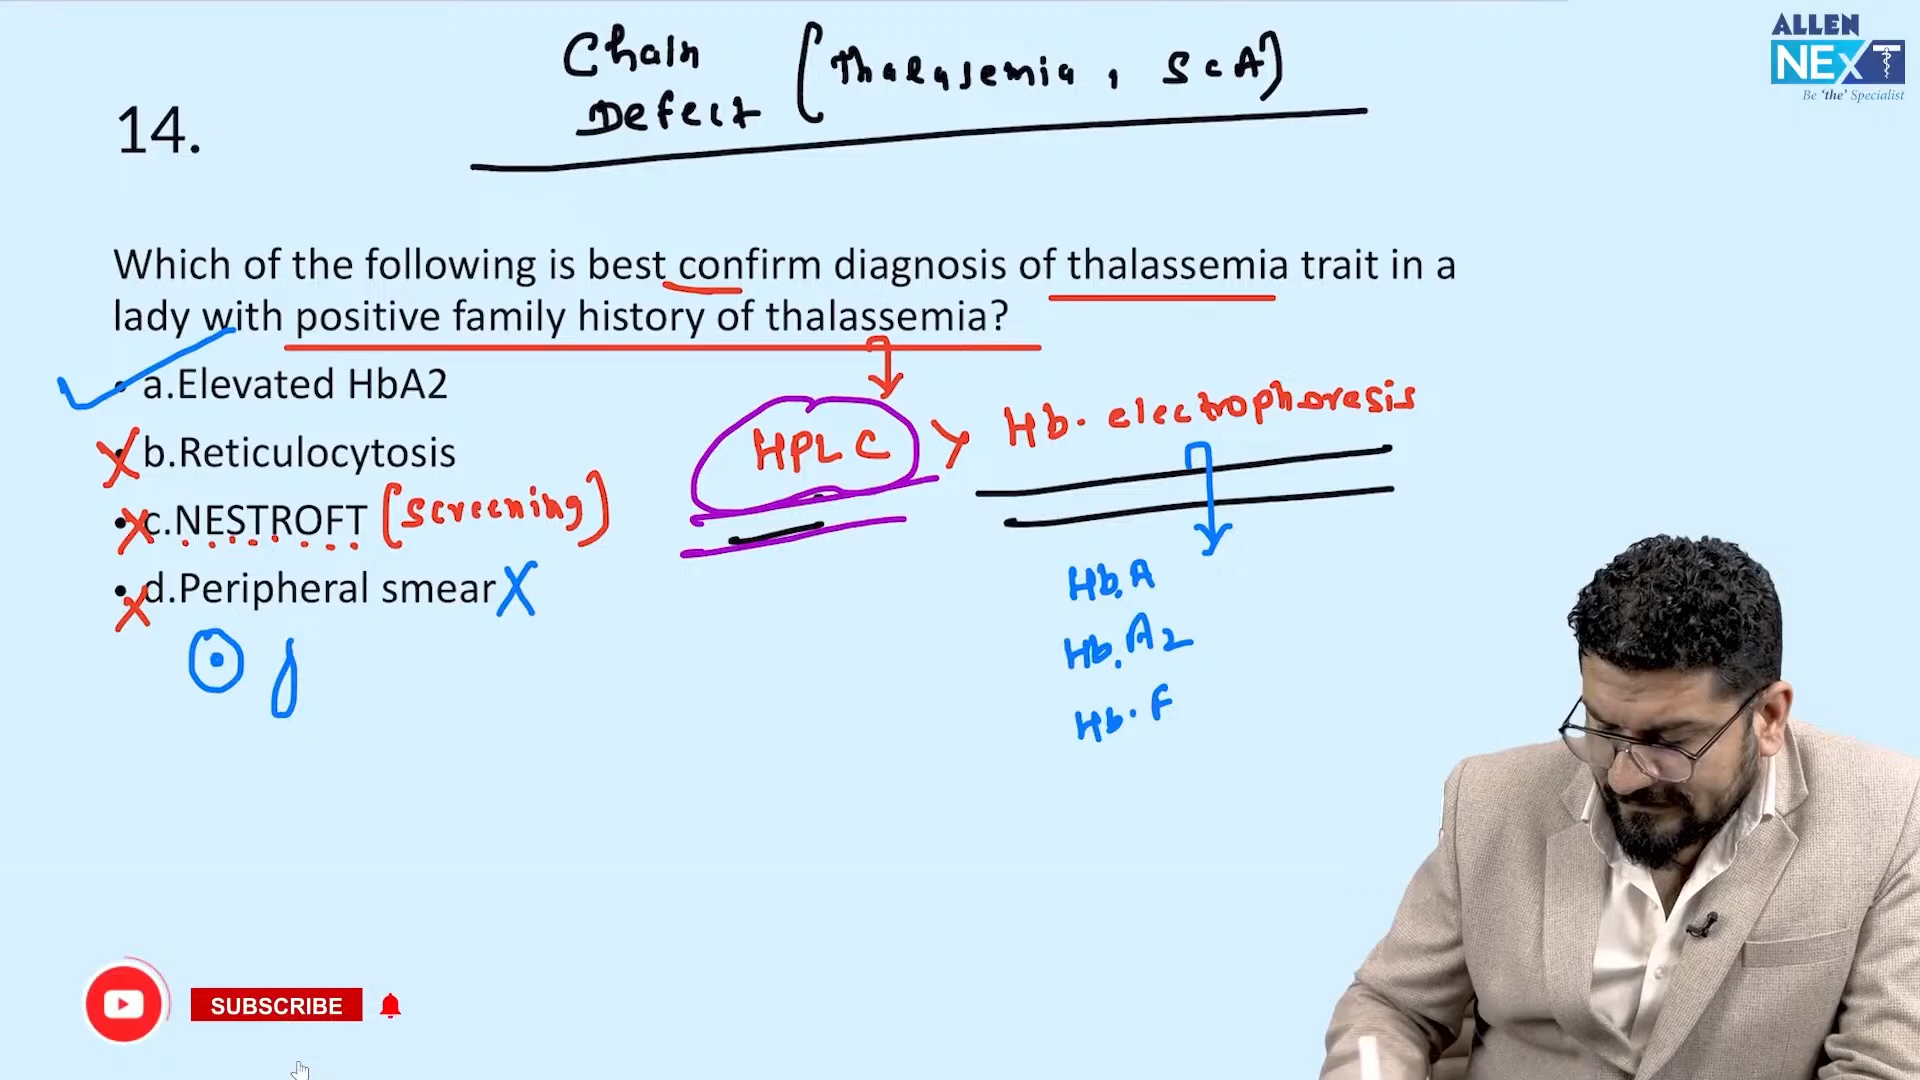 Chain (Thalasemia, SCA)
Defect
ALLEN
NEXT
Be 'the' Specialist
14.
Which of the following is best confirm diagnosis of thalassemia trait in a
lady with positive family history of thalassemia?
• a.Elevated HbA2
• b.Reticulocytosis
• c.NESTROFT [screening]
• d.Peripheral smear X
HPLC > Hb. electrophoresis
Hb.A
Hb.A2
Hb.F
SUBSCRIBE